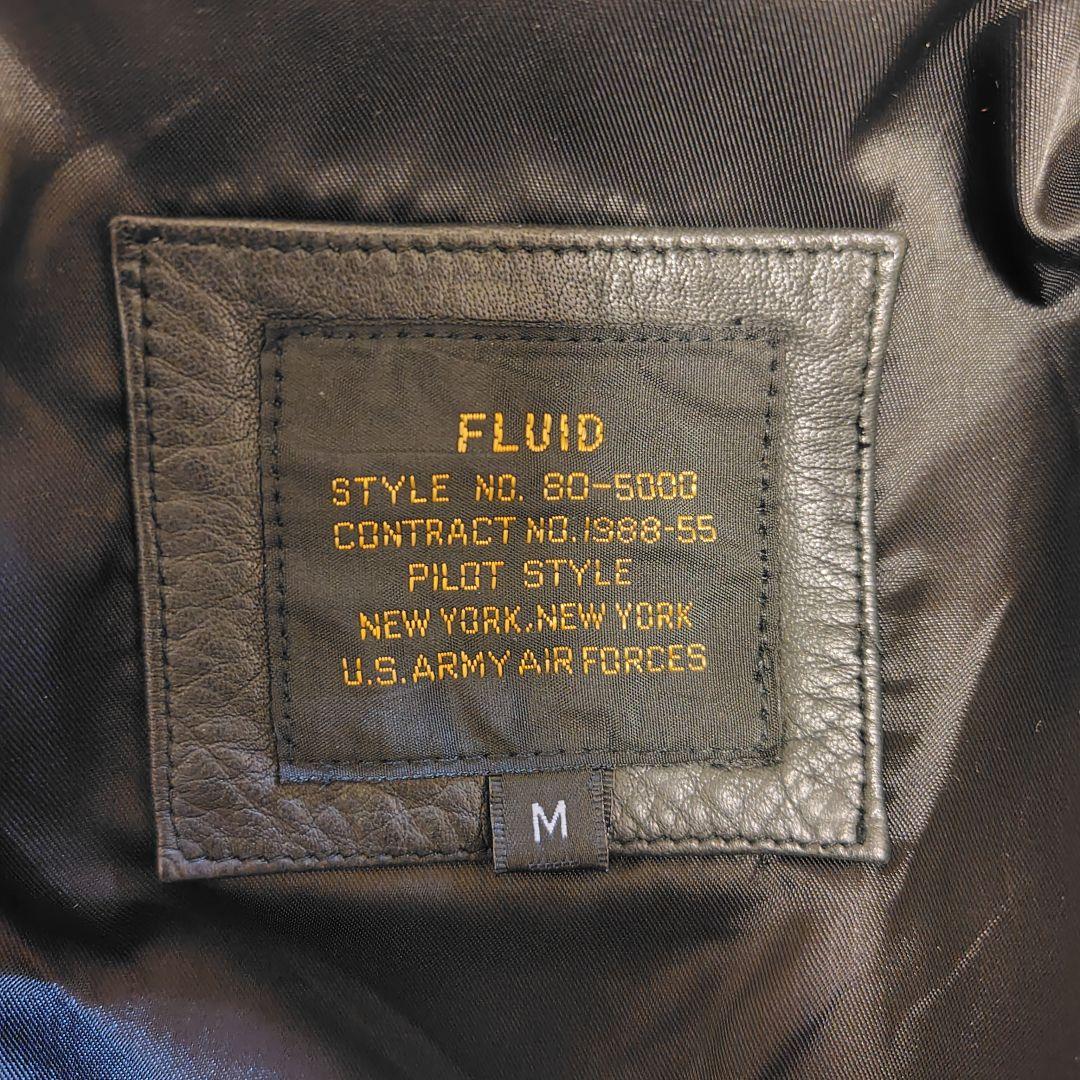 FLUID
STYLE NO. 80-5000
CONTRACT NO.1988-55
PILOT STYLE
NEW YORK.NEW YORK
U.S. ARMY AIR FORCES
M